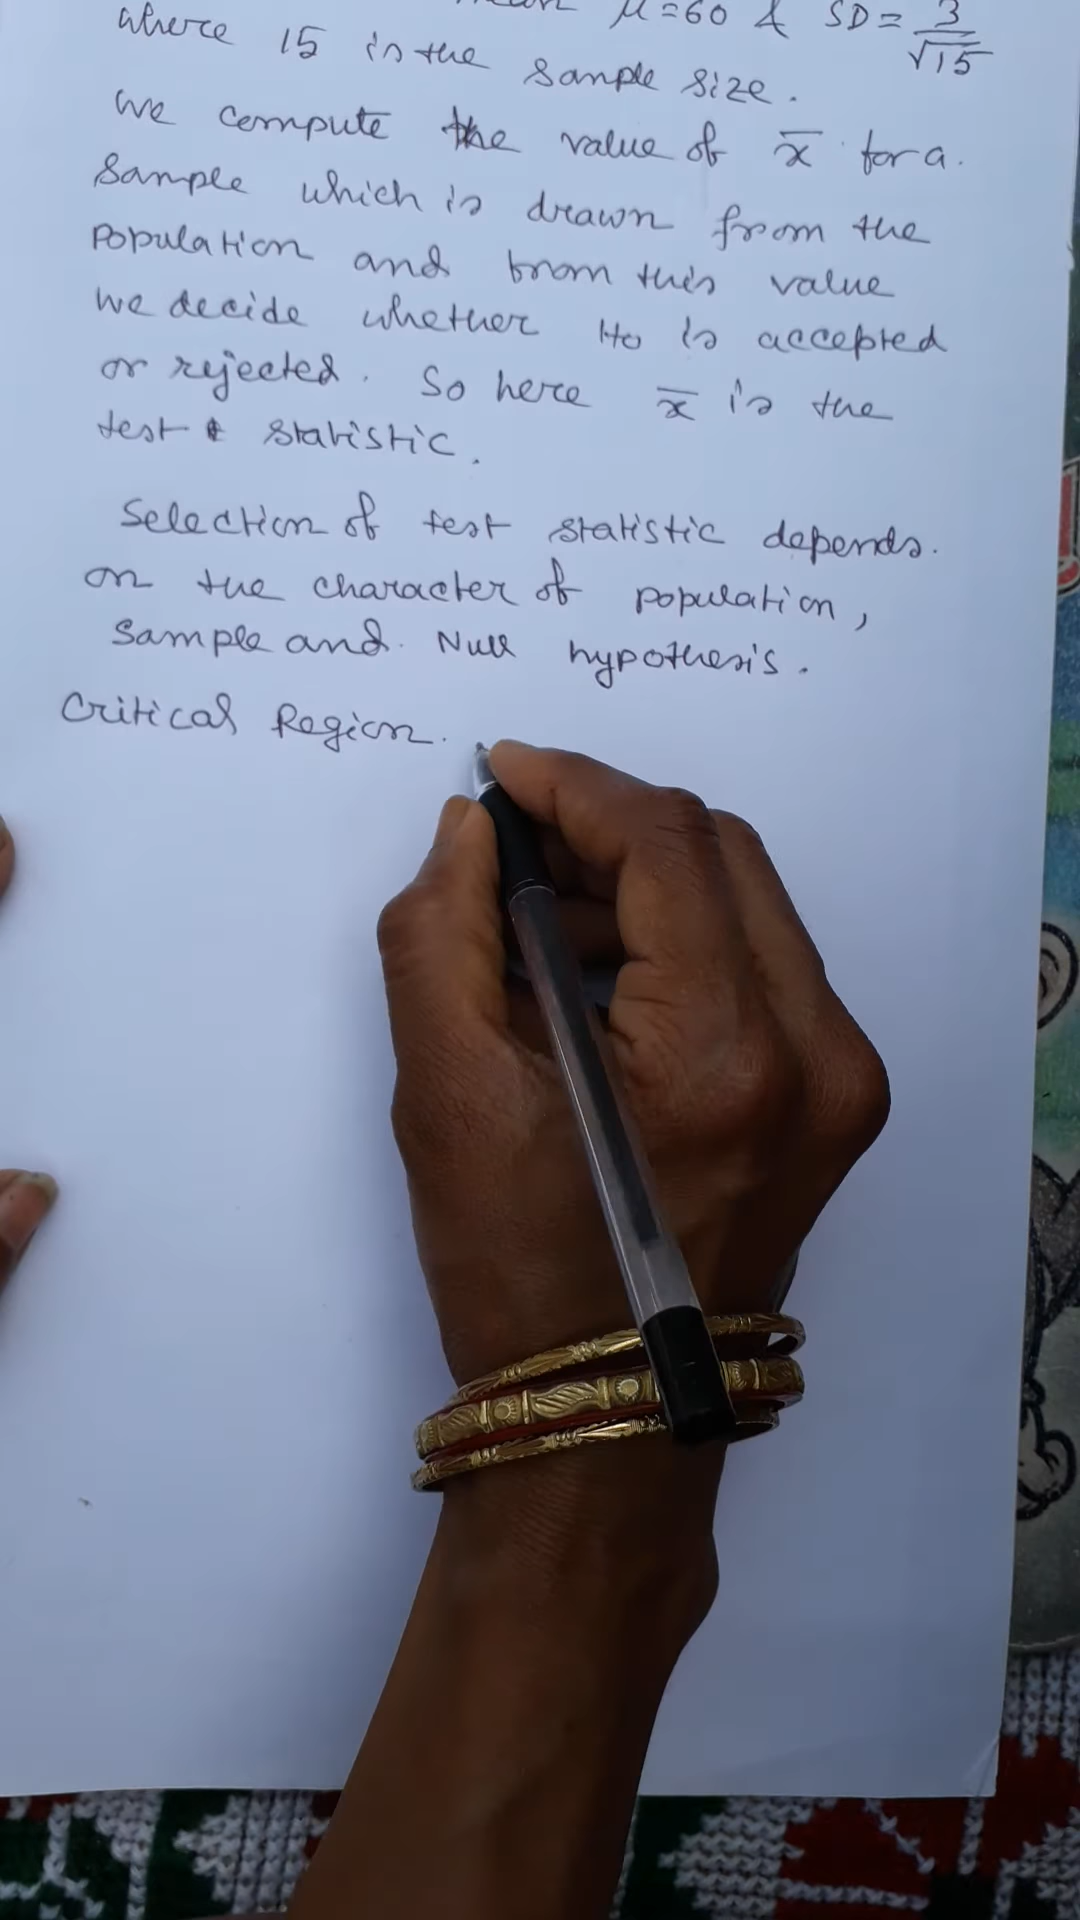 mean μ=60 & SD= 3/√15
where 15 is the sample size.
we compute the value of x̅ for a.
sample which is drawn from the
population and from this value
we decide whether H0 is accepted
or rejected. So here x̅ is the
test statistic.
Selection of test statistic depends.
on the character of population,
sample and. Null hypothesis.
Critical Region.